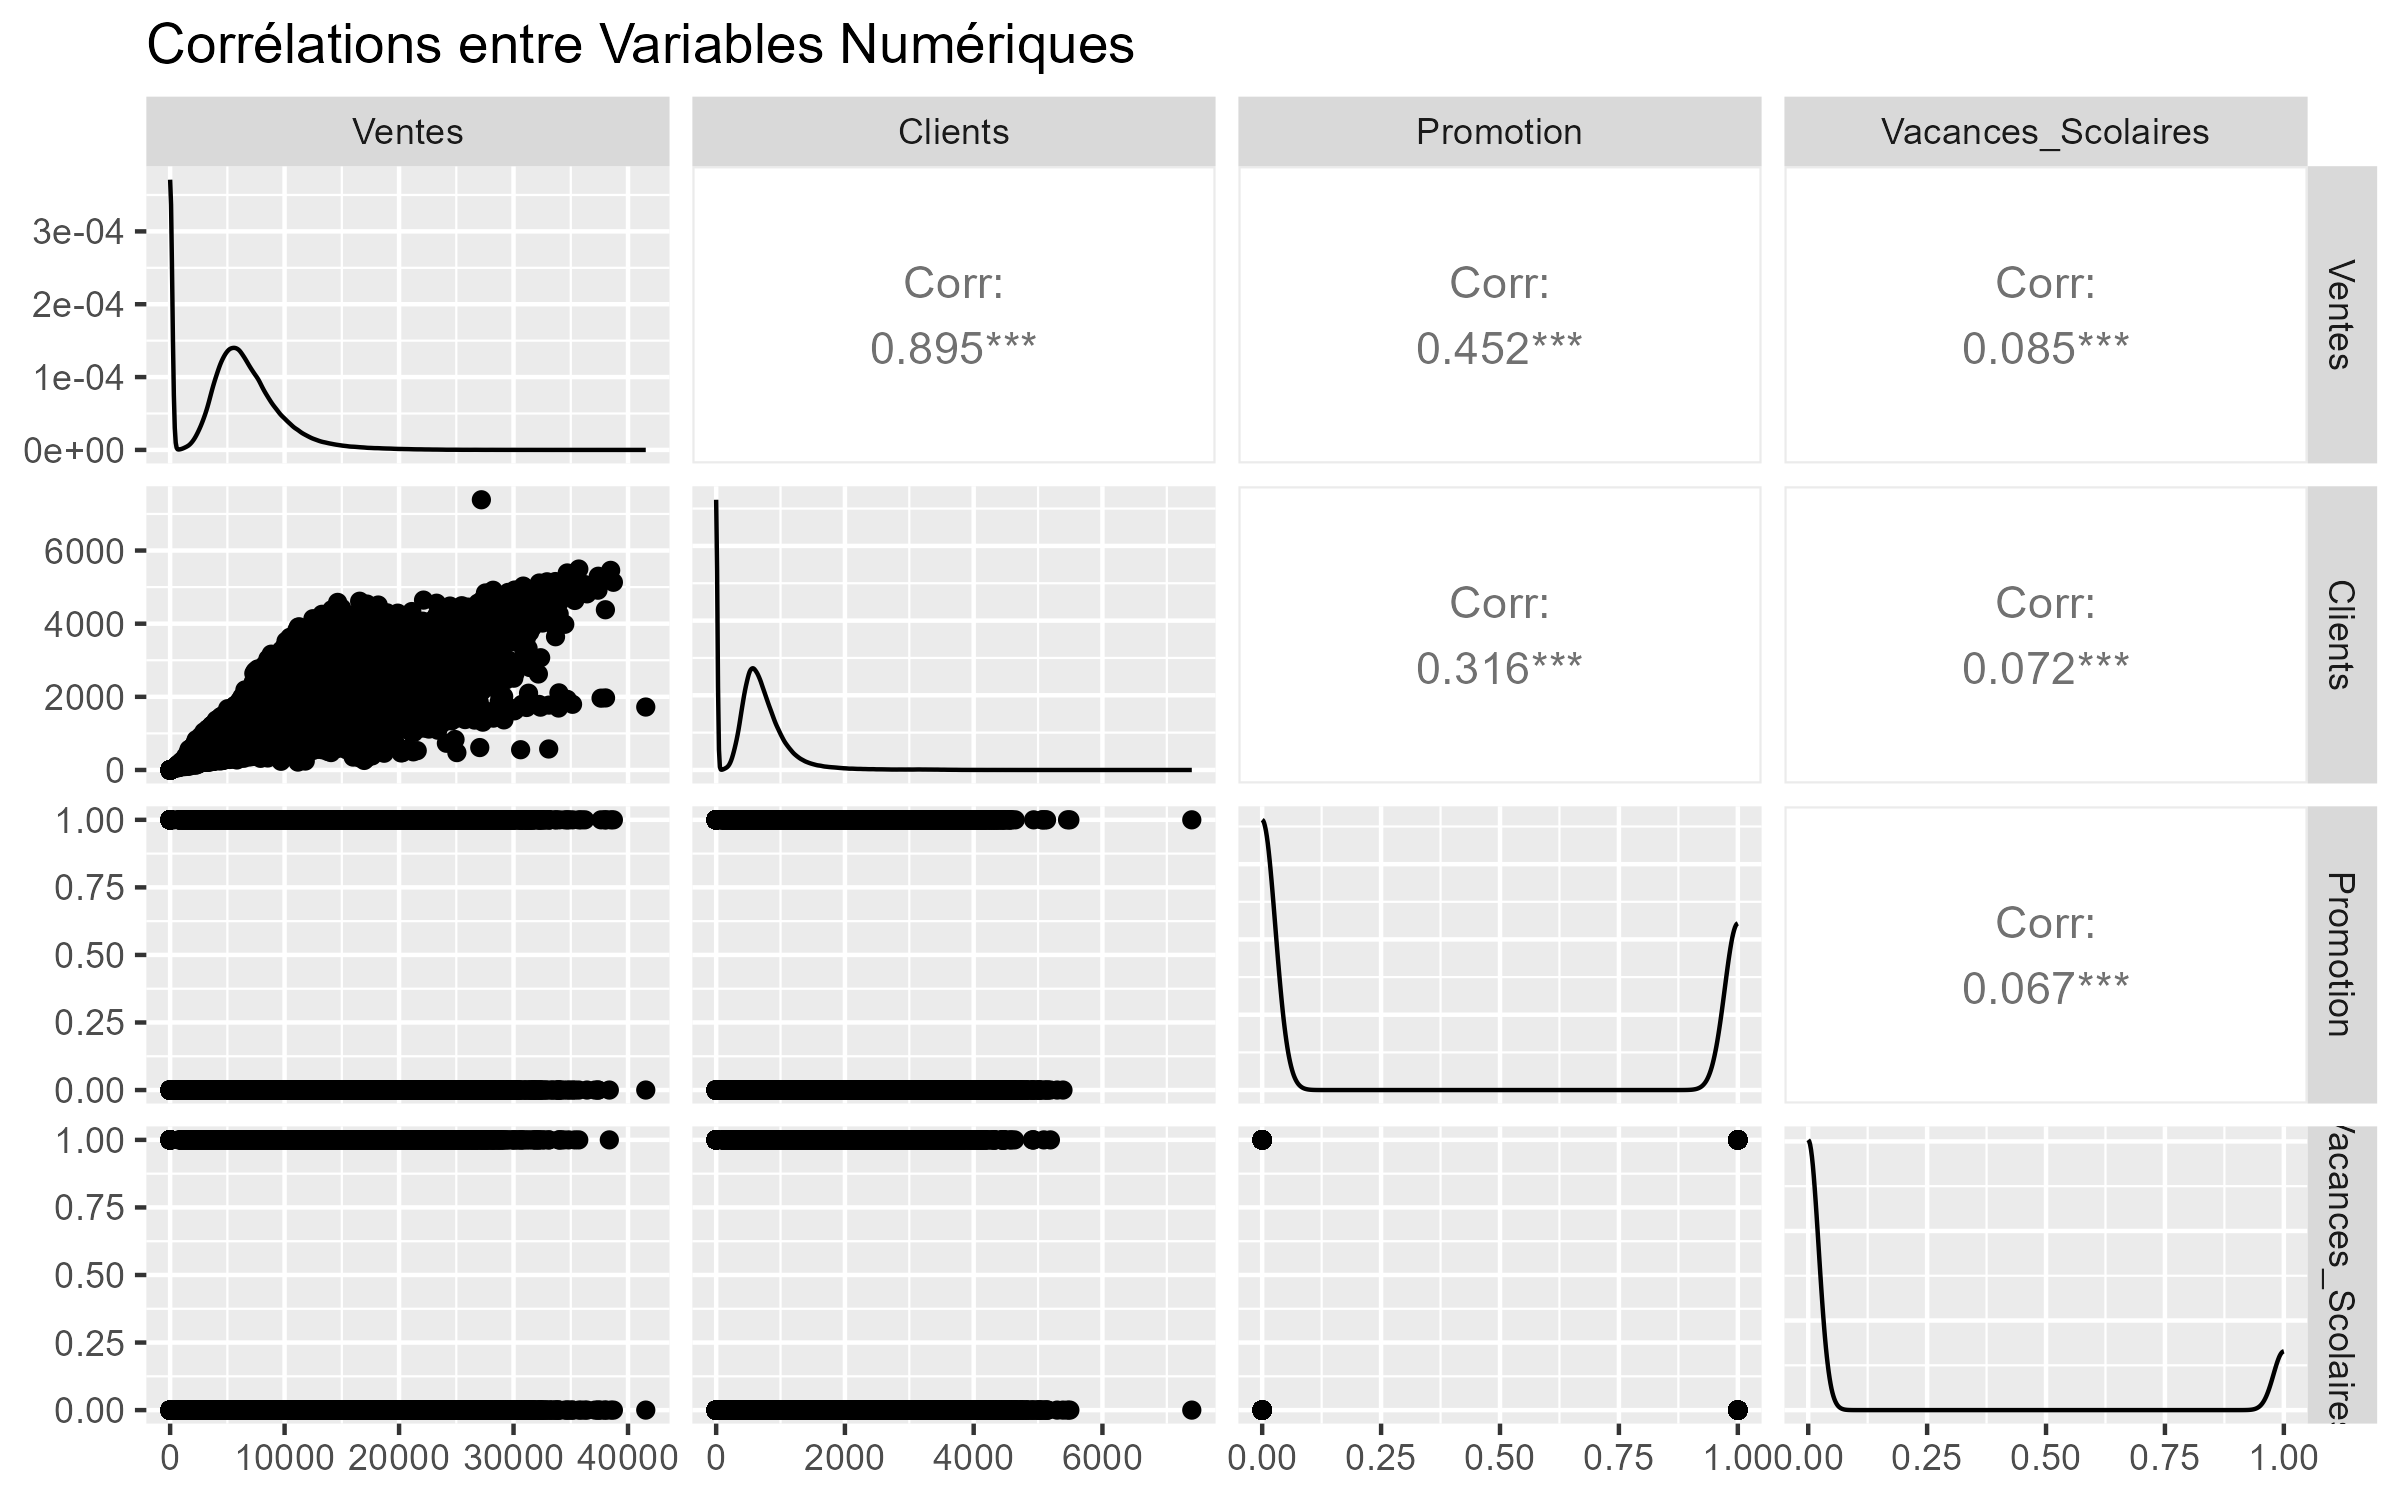 Corrélations entre Variables Numériques
Ventes Clients Promotion Vacances_Scolaires
3e-04
2e-04
1e-04
0e+00
Corr:
0.895***
Corr:
0.452***
Corr:
0.085***
Ventes
6000
4000
2000
0
Corr:
0.316***
Corr:
0.072***
Clients
1.00
0.75
0.50
0.25
0.00
Corr:
0.067***
Promotion
1.00
0.75
0.50
0.25
0.00
Vacances_Scolaires
0 10000 20000 30000 40000
0 2000 4000 6000
0.00 0.25 0.50 0.75 1.00
0.00 0.25 0.50 0.75 1.00